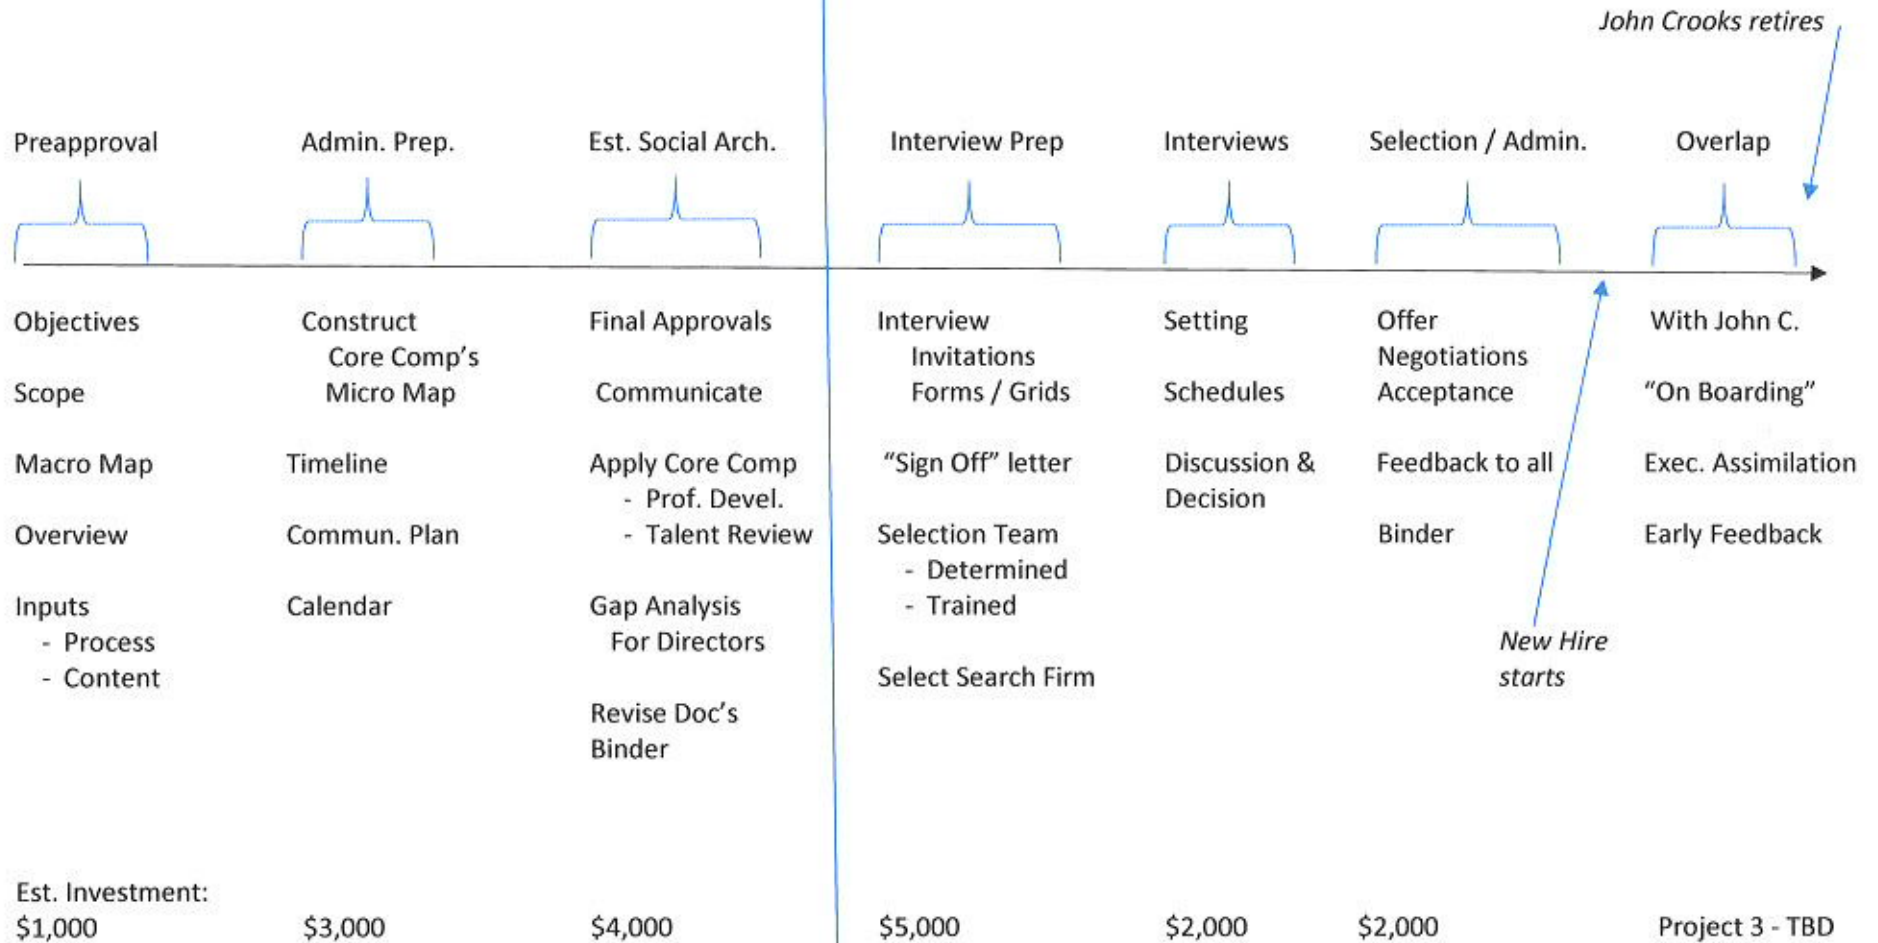 John Crooks retires
Preapproval
Admin. Prep.
Est. Social Arch.
Interview Prep
Interviews
Selection / Admin.
Overlap
Objectives
Scope
Macro Map
Overview
Inputs
- Process
- Content
Construct
Core Comp’s
Micro Map
Timeline
Commun. Plan
Calendar
Final Approvals
Communicate
Apply Core Comp
- Prof. Devel.
- Talent Review
Gap Analysis
For Directors
Revise Doc’s
Binder
Interview
Invitations
Forms / Grids
“Sign Off” letter
Selection Team
- Determined
- Trained
Select Search Firm
Setting
Schedules
Discussion &
Decision
Offer
Negotiations
Acceptance
Feedback to all
Binder
New Hire
starts
With John C.
“On Boarding”
Exec. Assimilation
Early Feedback
Est. Investment:
$1,000
$3,000
$4,000
$5,000
$2,000
$2,000
Project 3 - TBD